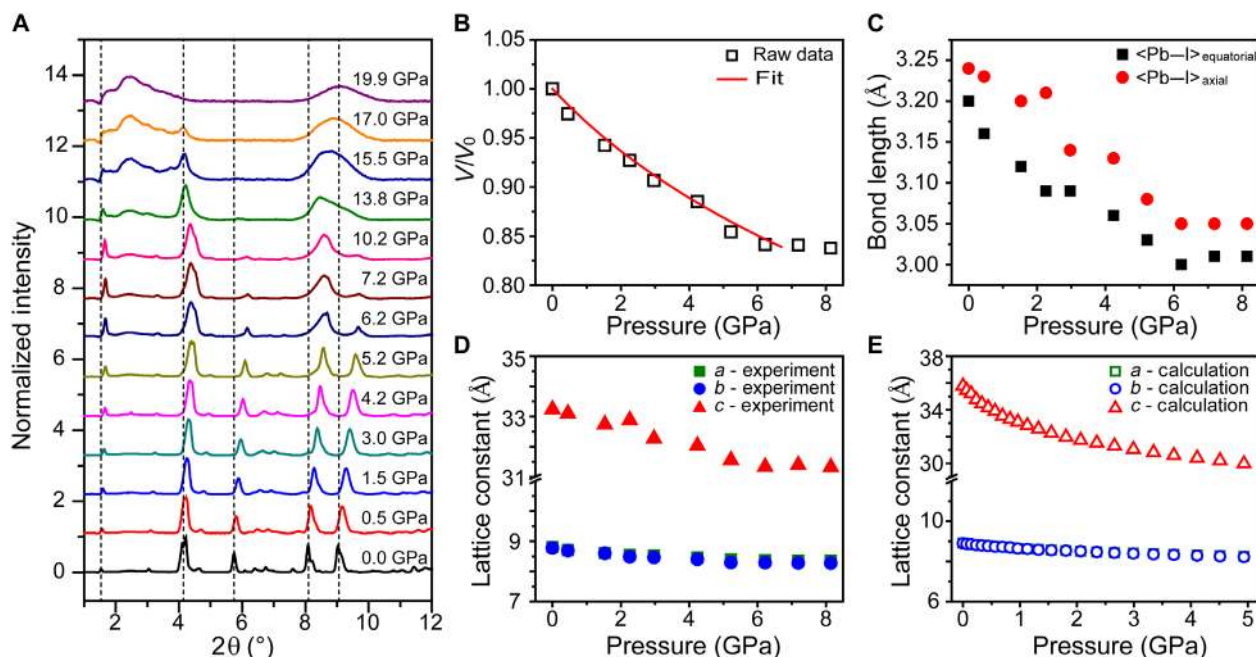 A
Normalized intensity
14
12
10
8
6
4
2
0
19.9 GPa
17.0 GPa
15.5 GPa
13.8 GPa
10.2 GPa
7.2 GPa
6.2 GPa
5.2 GPa
4.2 GPa
3.0 GPa
1.5 GPa
0.5 GPa
0.0 GPa
2 4 6 8 10 12
2θ (°)
B
V/V₀
1.05
1.00
0.95
0.90
0.85
0.80
Raw data
Fit
0 2 4 6 8
Pressure (GPa)
C
Bond length (Å)
3.25
3.20
3.15
3.10
3.05
3.00
<Pb—I>equatorial
<Pb—I>axial
0 2 4 6 8
Pressure (GPa)
D
Lattice constant (Å)
35
33
31
9
8
7
a - experiment
b - experiment
c - experiment
0 2 4 6 8
Pressure (GPa)
E
Lattice constant (Å)
38
36
34
30
10
8
6
a - calculation
b - calculation
c - calculation
0 1 2 3 4 5
Pressure (GPa)